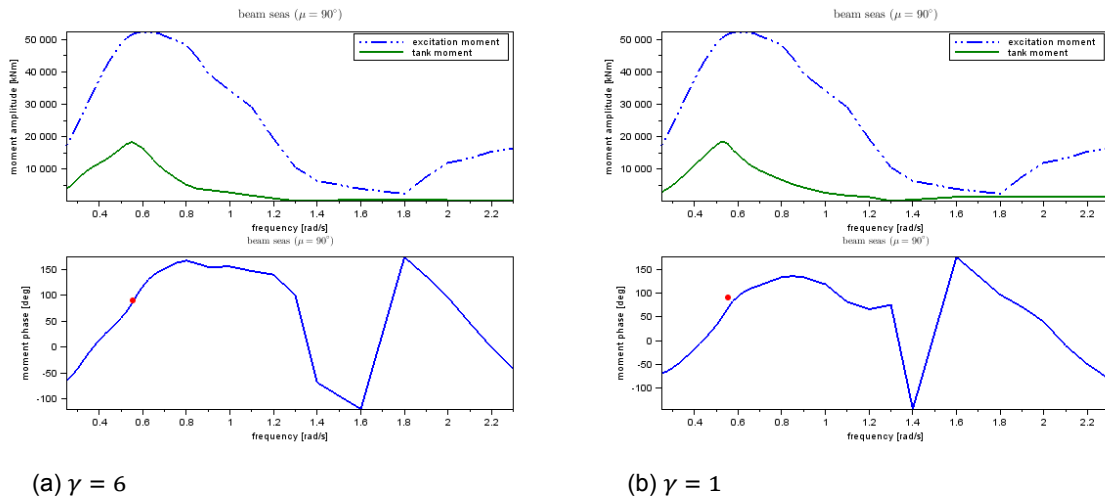 beam seas (μ = 90°)
50 000
40 000
30 000
20 000
10 000
moment amplitude [kNm]
excitation moment
tank moment
0.4 0.6 0.8 1 1.2 1.4 1.6 1.8 2 2.2
frequency [rad/s]
beam seas (μ = 90°)
150
100
50
0
-50
-100
moment phase [deg]
0.4 0.6 0.8 1 1.2 1.4 1.6 1.8 2 2.2
frequency [rad/s]
(a) γ = 6
beam seas (μ = 90°)
50 000
40 000
30 000
20 000
10 000
moment amplitude [kNm]
excitation moment
tank moment
0.4 0.6 0.8 1 1.2 1.4 1.6 1.8 2 2.2
frequency [rad/s]
beam seas (μ = 90°)
150
100
50
0
-50
-100
moment phase [deg]
0.4 0.6 0.8 1 1.2 1.4 1.6 1.8 2 2.2
frequency [rad/s]
(b) γ = 1